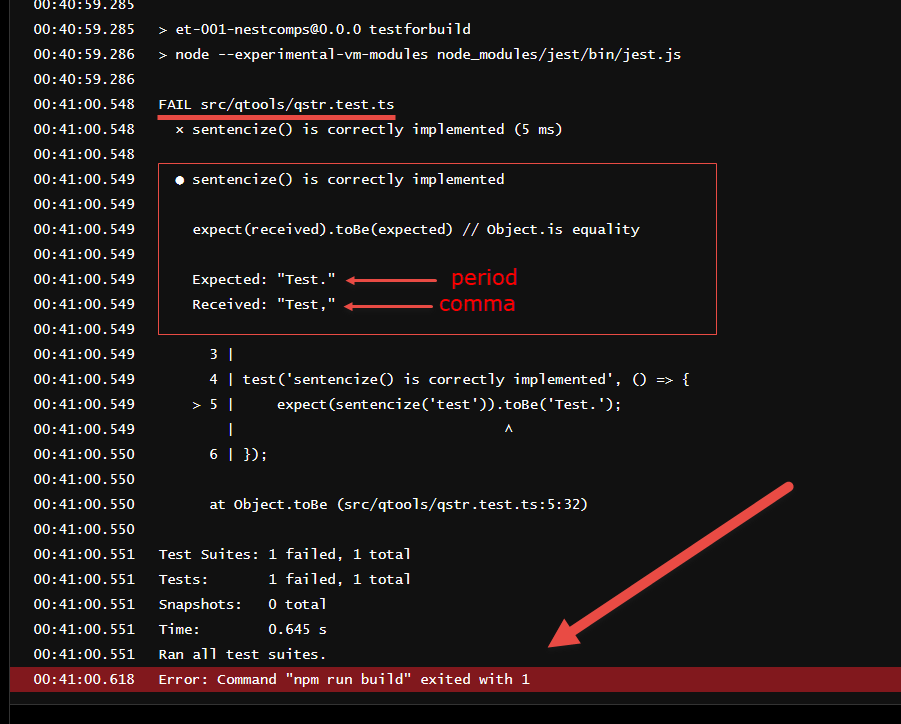 00:40:59.285
00:40:59.285 > et-001-nestcomps@0.0.0 testforbuild
00:40:59.286 > node --experimental-vm-modules node_modules/jest/bin/jest.js
00:40:59.286
00:41:00.548 FAIL src/qtools/qstr.test.ts
00:41:00.548 × sentencize() is correctly implemented (5 ms)
00:41:00.548
00:41:00.549 ● sentencize() is correctly implemented
00:41:00.549
00:41:00.549 expect(received).toBe(expected) // Object.is equality
00:41:00.549
00:41:00.549 Expected: "Test." period
00:41:00.549 Received: "Test," comma
00:41:00.549
00:41:00.549 3 |
00:41:00.549 4 | test('sentencize() is correctly implemented', () => {
00:41:00.549 > 5 | expect(sentencize('test')).toBe('Test.');
00:41:00.549 | ^
00:41:00.550 6 | });
00:41:00.550
00:41:00.550 at Object.toBe (src/qtools/qstr.test.ts:5:32)
00:41:00.550
00:41:00.551 Test Suites: 1 failed, 1 total
00:41:00.551 Tests: 1 failed, 1 total
00:41:00.551 Snapshots: 0 total
00:41:00.551 Time: 0.645 s
00:41:00.551 Ran all test suites.
00:41:00.618 Error: Command "npm run build" exited with 1